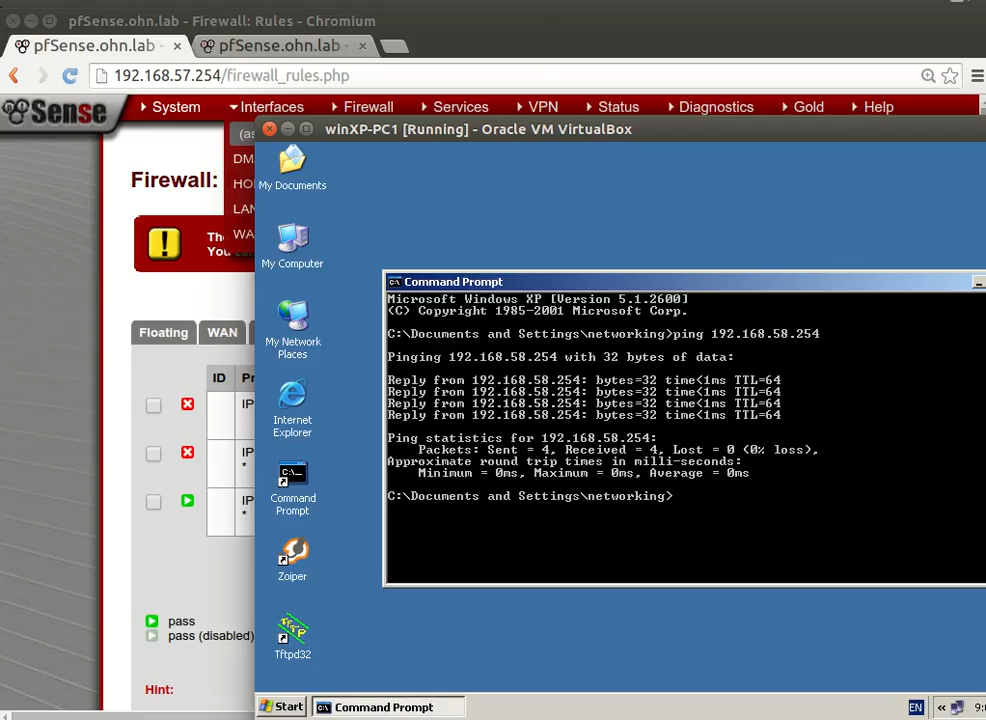 pfSense.ohn.lab - Firewall: Rules - Chromium
pfSense.ohn.lab - ×
pfSense.ohn.lab - ×
192.168.57.254/firewall_rules.php
Sense
System
Interfaces
Firewall
Services
VPN
Status
Diagnostics
Gold
Help
(as
DM
HO
LAN
WA
winXP-PC1 [Running] - Oracle VM VirtualBox
Firewall:
The
You
Floating
WAN
ID
Pr
IP
IP
*
IP
*
pass
pass (disabled)
Hint:
My Documents
My Computer
My Network
Places
Internet
Explorer
Command
Prompt
Zoiper
TFTP
Tftpd32
Command Prompt
Microsoft Windows XP [Version 5.1.2600]
(C) Copyright 1985-2001 Microsoft Corp.
C:\Documents and Settings\networking>ping 192.168.58.254
Pinging 192.168.58.254 with 32 bytes of data:
Reply from 192.168.58.254: bytes=32 time<1ms TTL=64
Reply from 192.168.58.254: bytes=32 time<1ms TTL=64
Reply from 192.168.58.254: bytes=32 time<1ms TTL=64
Reply from 192.168.58.254: bytes=32 time<1ms TTL=64
Ping statistics for 192.168.58.254:
Packets: Sent = 4, Received = 4, Lost = 0 (0% loss),
Approximate round trip times in milli-seconds:
Minimum = 0ms, Maximum = 0ms, Average = 0ms
C:\Documents and Settings\networking>
Start
Command Prompt
EN
«
9: